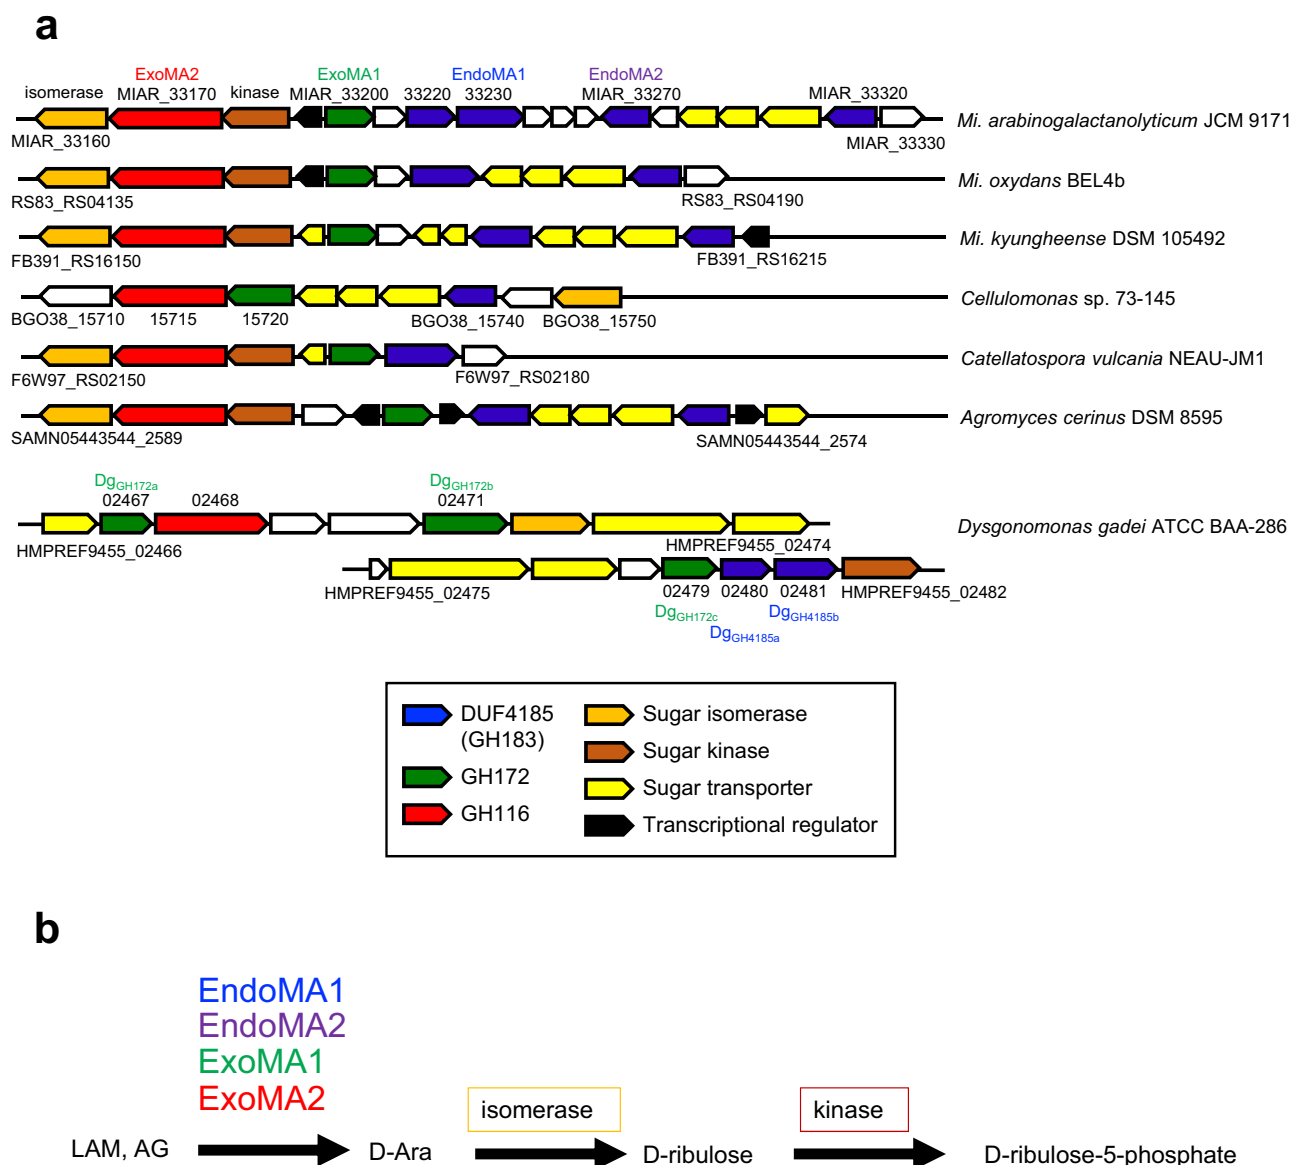 a
ExoMA2 ExoMA1 EndoMA1 EndoMA2
isomerase MIAR_33170 kinase MIAR_33200 33220 33230 MIAR_33270 MIAR_33320
Mi. arabinogalactanolyticum JCM 9171
MIAR_33160 MIAR_33330
Mi. oxydans BEL4b
RS83_RS04135 RS83_RS04190
Mi. kyungheense DSM 105492
FB391_RS16150 FB391_RS16215
Cellulomonas sp. 73-145
BGO38_15710 15715 15720 BGO38_15740 BGO38_15750
Catellatospora vulcania NEAU-JM1
F6W97_RS02150 F6W97_RS02180
Agromyces cerinus DSM 8595
SAMN05443544_2589 SAMN05443544_2574
DgGH172a DgGH172b
02467 02468 02471
Dysgonomonas gadei ATCC BAA-286
HMPREF9455_02466 HMPREF9455_02474
HMPREF9455_02475 02479 02480 02481 HMPREF9455_02482
DgGH172c DgGH4185a DgGH4185b
DUF4185 Sugar isomerase
(GH183) Sugar kinase
GH172 Sugar transporter
GH116 Transcriptional regulator
b
EndoMA1
EndoMA2
ExoMA1
ExoMA2
isomerase kinase
LAM, AG D-Ara D-ribulose D-ribulose-5-phosphate